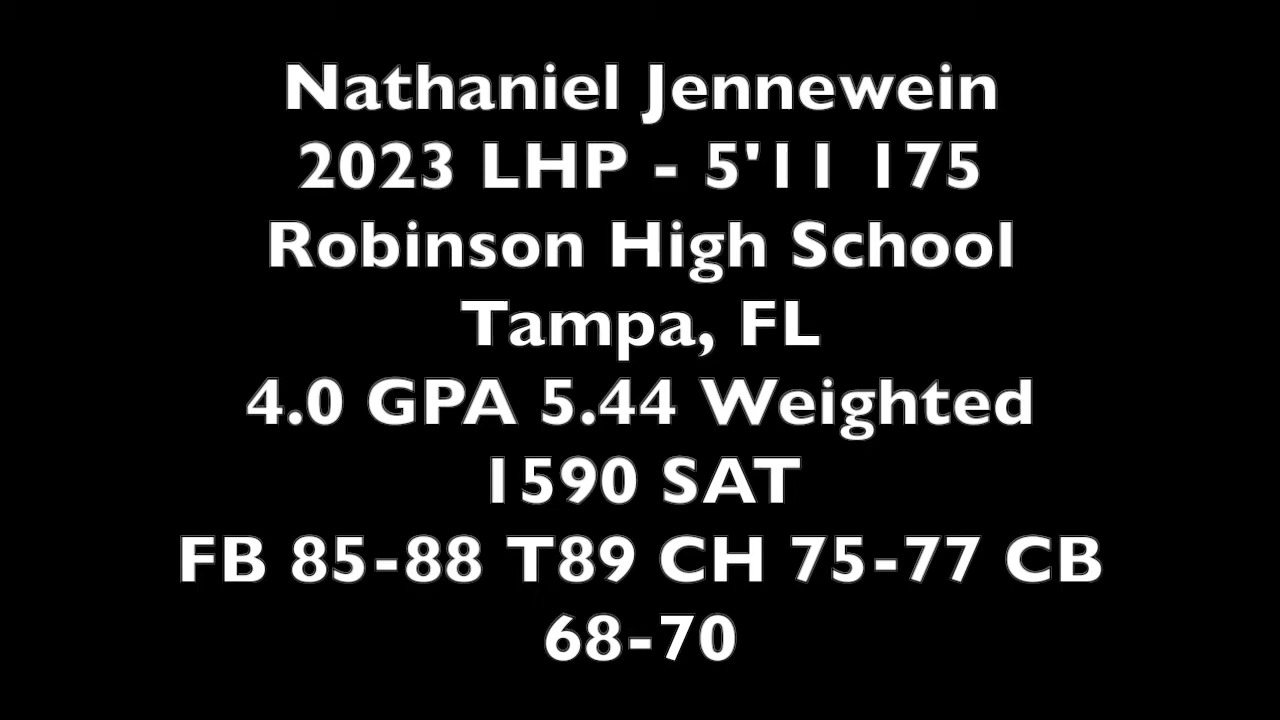 Nathaniel Jennewein
2023 LHP - 5'11 175
Robinson High School
Tampa, FL
4.0 GPA 5.44 Weighted
1590 SAT
FB 85-88 T89 CH 75-77 CB
68-70